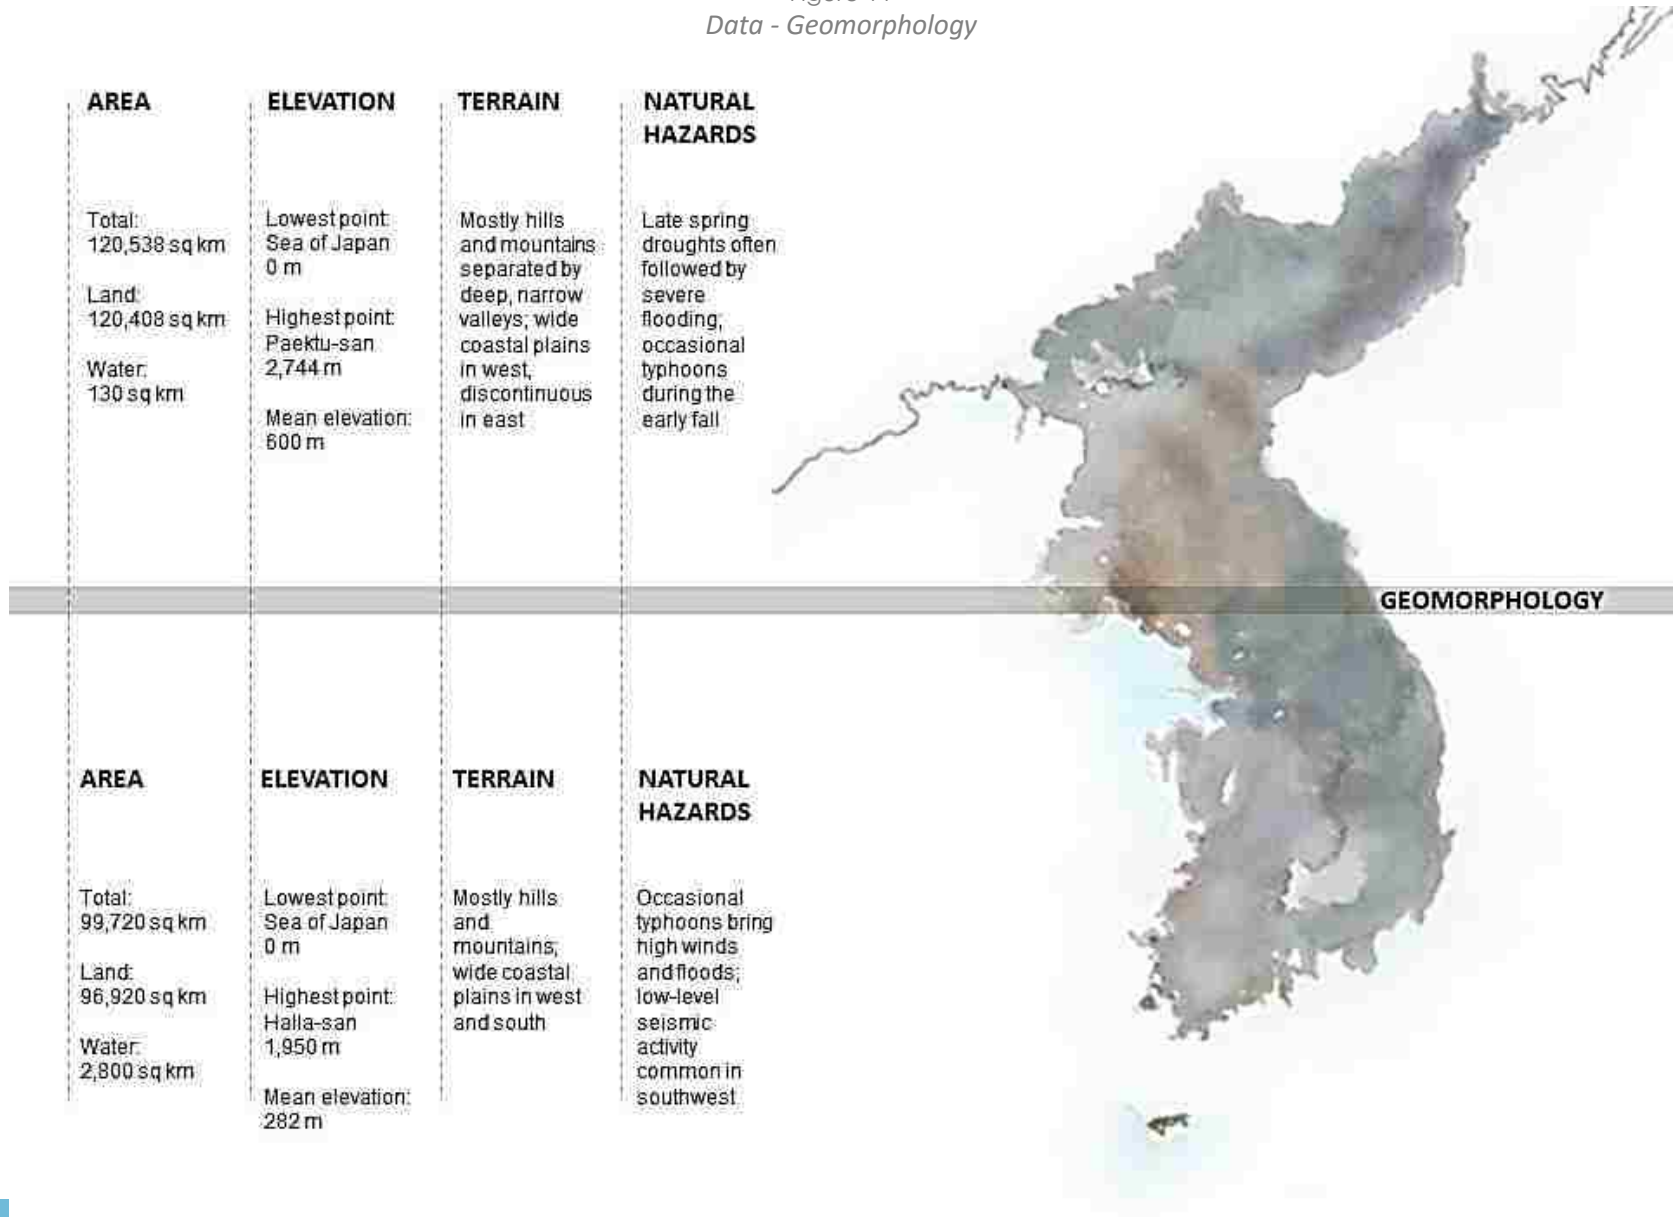 Data - Geomorphology
AREA
Total:
120,538 sq km
Land:
120,408 sq km
Water:
130 sq km
ELEVATION
Lowest point:
Sea of Japan
0 m
Highest point:
Paektu-san
2,744 m
Mean elevation:
600 m
TERRAIN
Mostly hills
and mountains
separated by
deep, narrow
valleys; wide
coastal plains
in west,
discontinuous
in east
NATURAL
HAZARDS
Late spring
droughts often
followed by
severe
flooding;
occasional
typhoons
during the
early fall
GEOMORPHOLOGY
AREA
Total:
99,720 sq km
Land:
96,920 sq km
Water:
2,800 sq km
ELEVATION
Lowest point:
Sea of Japan
0 m
Highest point:
Halla-san
1,950 m
Mean elevation:
282 m
TERRAIN
Mostly hills
and
mountains;
wide coastal
plains in west
and south
NATURAL
HAZARDS
Occasional
typhoons bring
high winds
and floods;
low-level
seismic
activity
common in
southwest